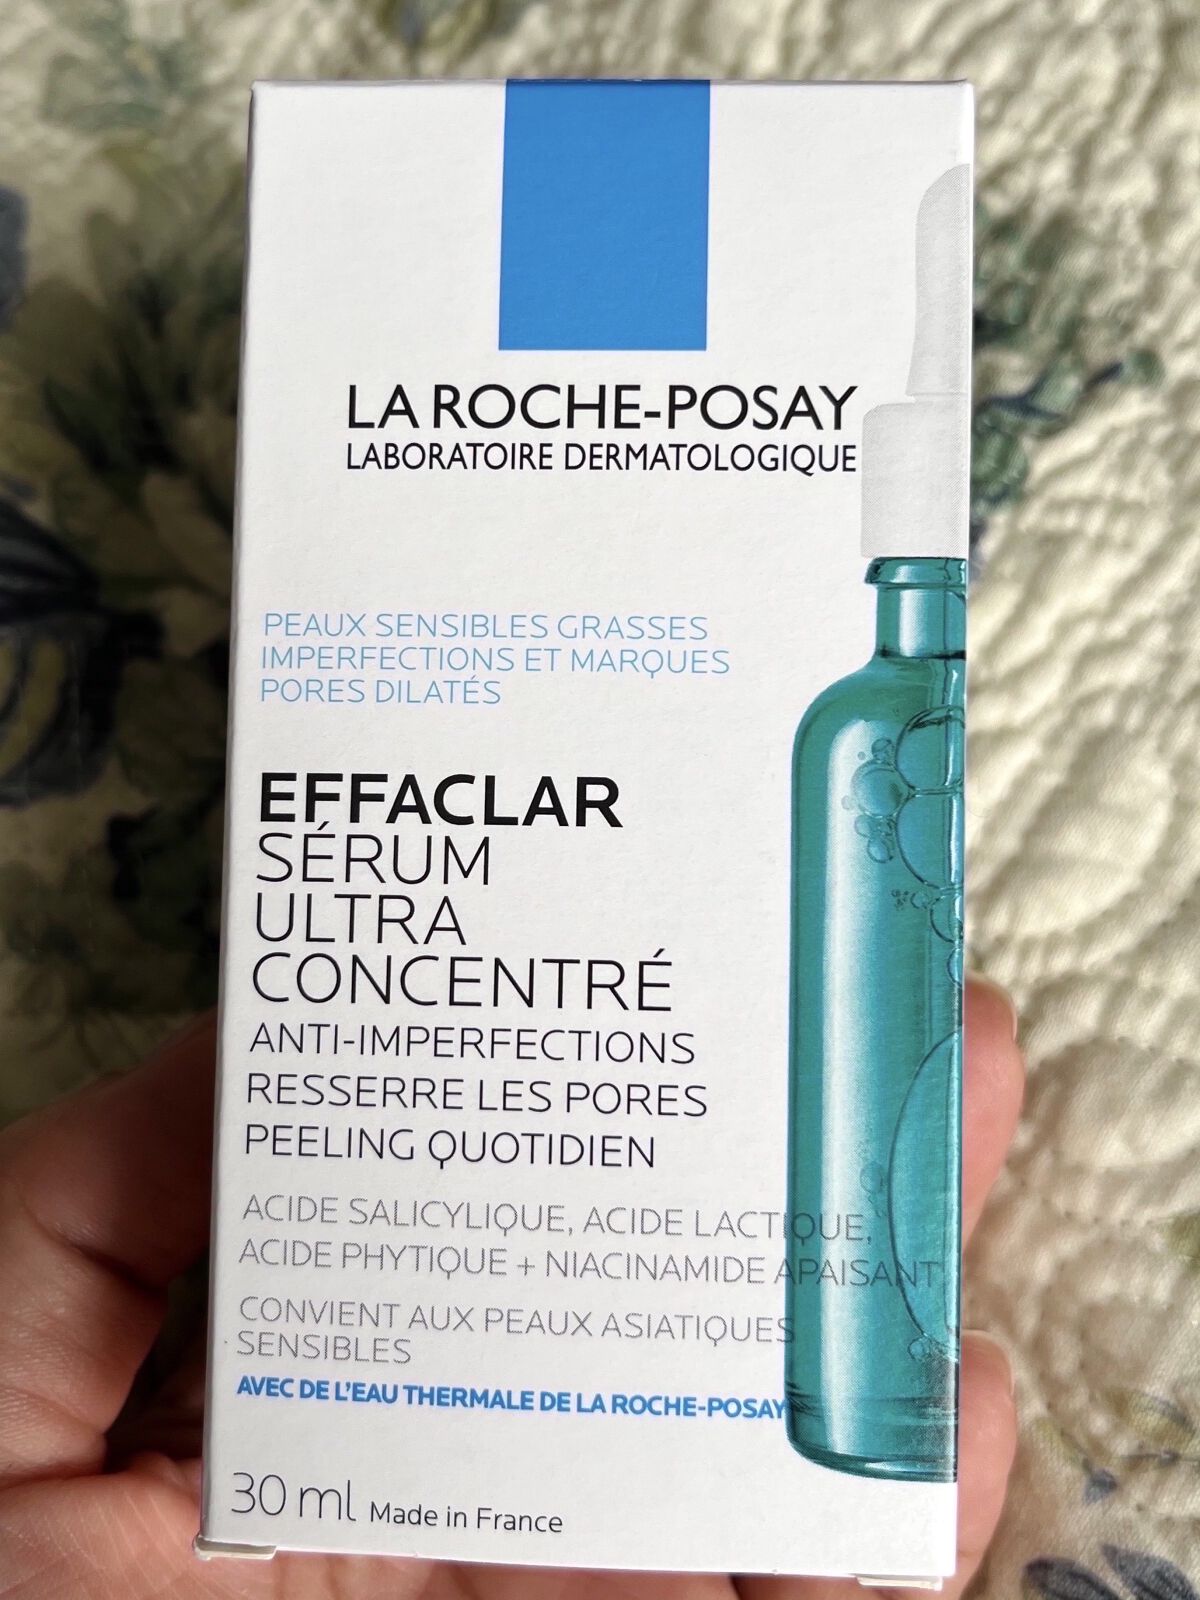 LA ROCHE-POSAY
LABORATOIRE DERMATOLOGIQUE
PEAUX SENSIBLES GRASSES
IMPERFECTIONS ET MARQUES
PORES DILATÉS
EFFACLAR
SÉRUM
ULTRA
CONCENTRÉ
ANTI-IMPERFECTIONS
RESSERRE LES PORES
PEELING QUOTIDIEN
ACIDE SALICYLIQUE, ACIDE LACTIQUE,
ACIDE PHYTIQUE + NIACINAMIDE APAISANT
CONVIENT AUX PEAUX ASIATIQUES
SENSIBLES
AVEC DE L'EAU THERMALE DE LA ROCHE-POSAY
30 ml Made in France